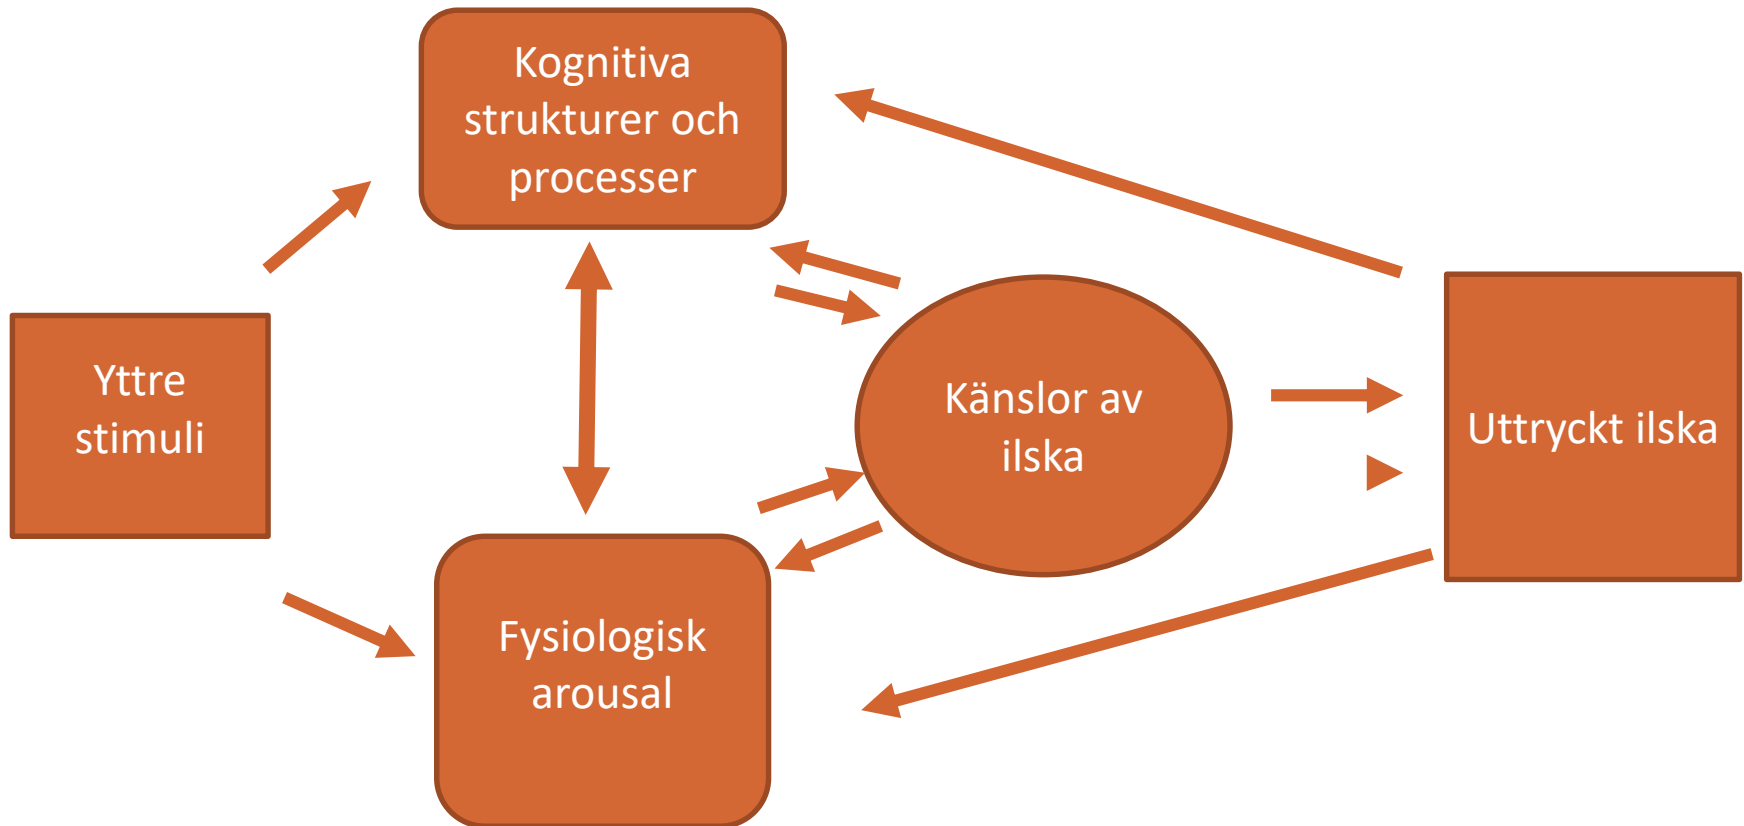 Kognitiva
strukturer och
processer
Yttre
stimuli
Känslor av
ilska
Uttryckt ilska
Fysiologisk
arousal